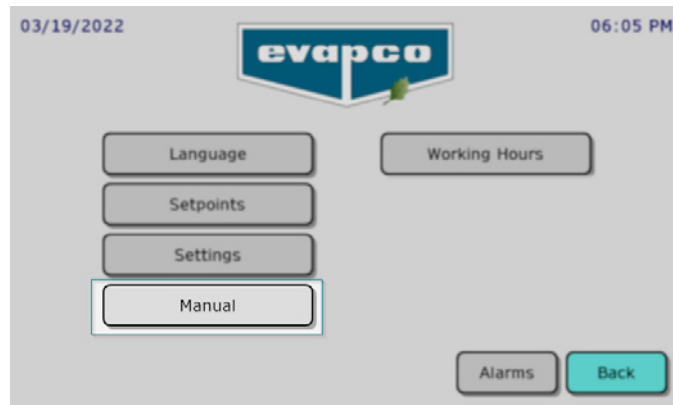 03/19/2022
06:05 PM
evapco
Language
Working Hours
Setpoints
Settings
Manual
Alarms
Back